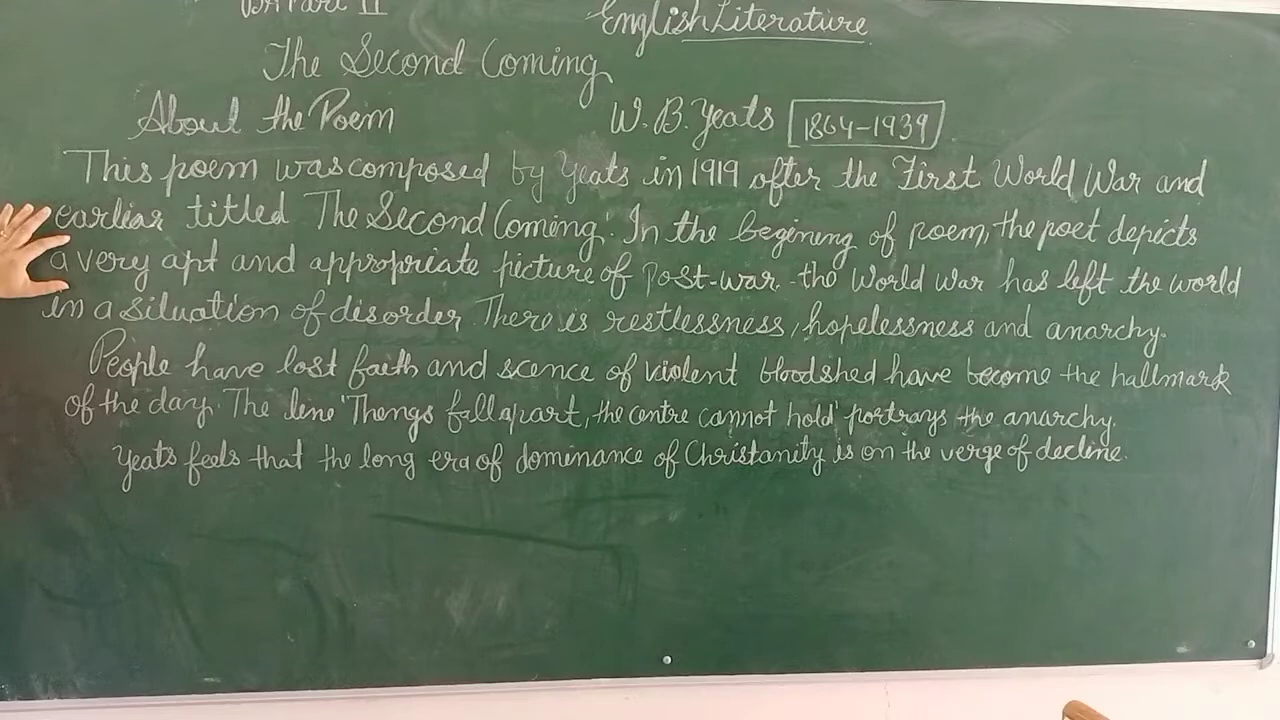 BA Part II English Literature
The Second Coming
About the Poem W. B. Yeats 1864-1939
This poem was composed by Yeats in 1919 after the First World War and
earliar titled 'The Second Coming'. In the begining of poem, the poet depicts
a very apt and appropriate picture of Post-war. the World War has left the world
in a situation of disorder. There is restlessness, hopelessness and anarchy.
People have lost faith and scence of violent bloodshed have become the hallmark
of the day. The line 'Things fall apart, the centre cannot hold' portrays the anarchy.
Yeats feels that the long era of dominance of Christanity is on the verge of decline.